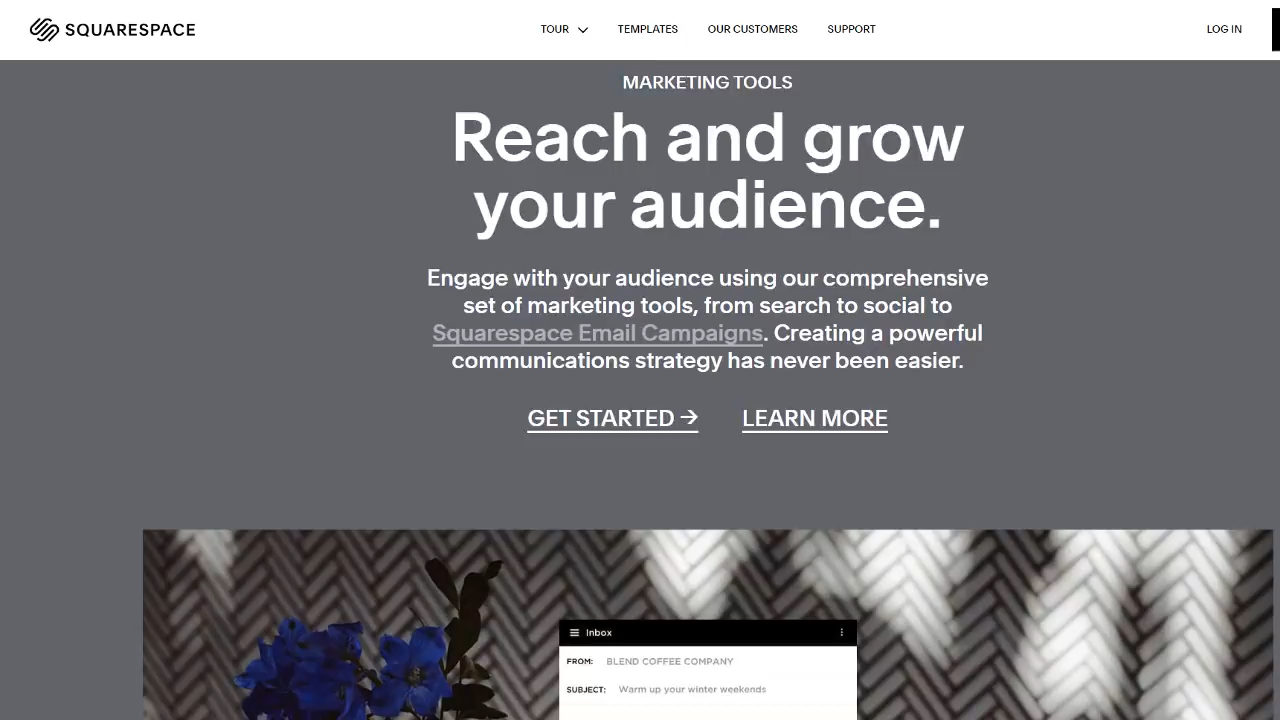 SQUARESPACE
TOUR
TEMPLATES
OUR CUSTOMERS
SUPPORT
LOG IN
MARKETING TOOLS
Reach and grow
your audience.
Engage with your audience using our comprehensive
set of marketing tools, from search to social to
Squarespace Email Campaigns. Creating a powerful
communications strategy has never been easier.
GET STARTED →
LEARN MORE
Inbox
FROM: BLEND COFFEE COMPANY
SUBJECT: Warm up your winter weekends